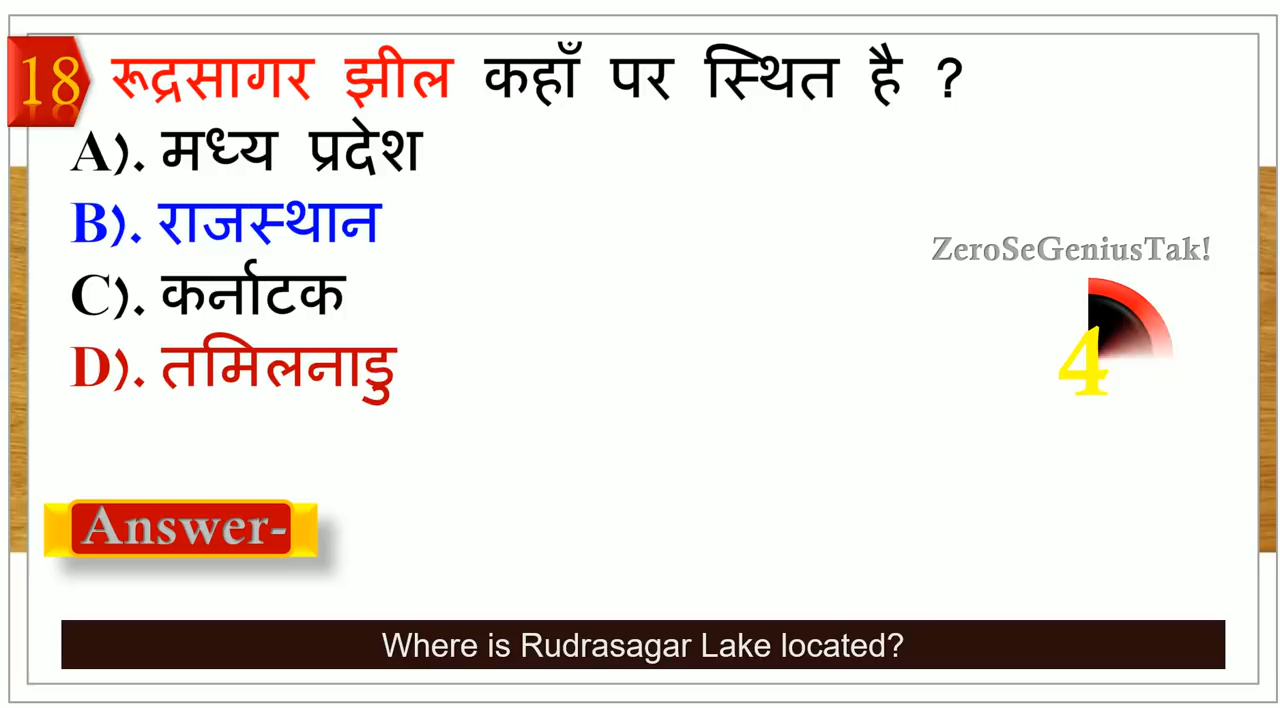 18 रूद्रसागर झील कहाँ पर स्थित है ?
A). मध्य प्रदेश
B). राजस्थान
C). कर्नाटक
D). तमिलनाडु
ZeroSeGeniusTak!
4
Answer-
Where is Rudrasagar Lake located?